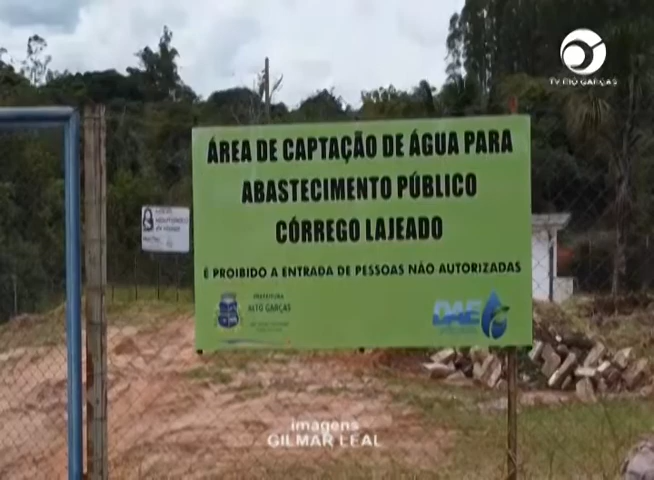 TV RIO GARÇAS
ÁREA DE CAPTAÇÃO DE ÁGUA PARA
ABASTECIMENTO PÚBLICO
CÓRREGO LAJEADO
É PROIBIDO A ENTRADA DE PESSOAS NÃO AUTORIZADAS
PREFEITURA
ALTO GARÇAS
DAE
imagens
GILMAR LEAL